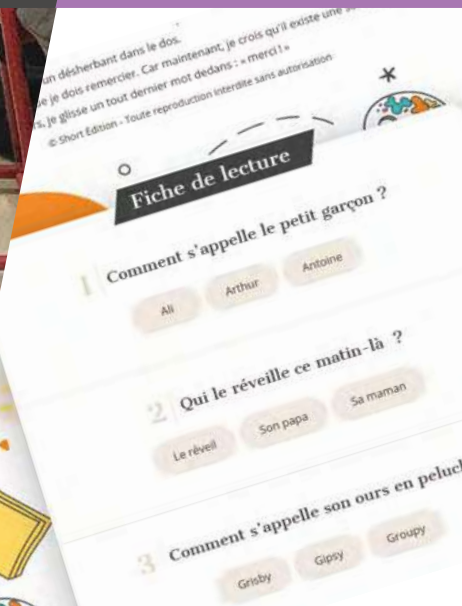 un désherbant dans le dos.
je dois remercier. Car maintenant, je crois qu'il existe une
je glisse un tout dernier mot dedans : « merci ! »
© Short Édition - Toute reproduction interdite sans autorisation
Fiche de lecture
1 Comment s'appelle le petit garçon ?
Ali Arthur Antoine
2 Qui le réveille ce matin-là ?
Le réveil Son papa Sa maman
3 Comment s'appelle son ours en
Grisby Gipsy Groupy